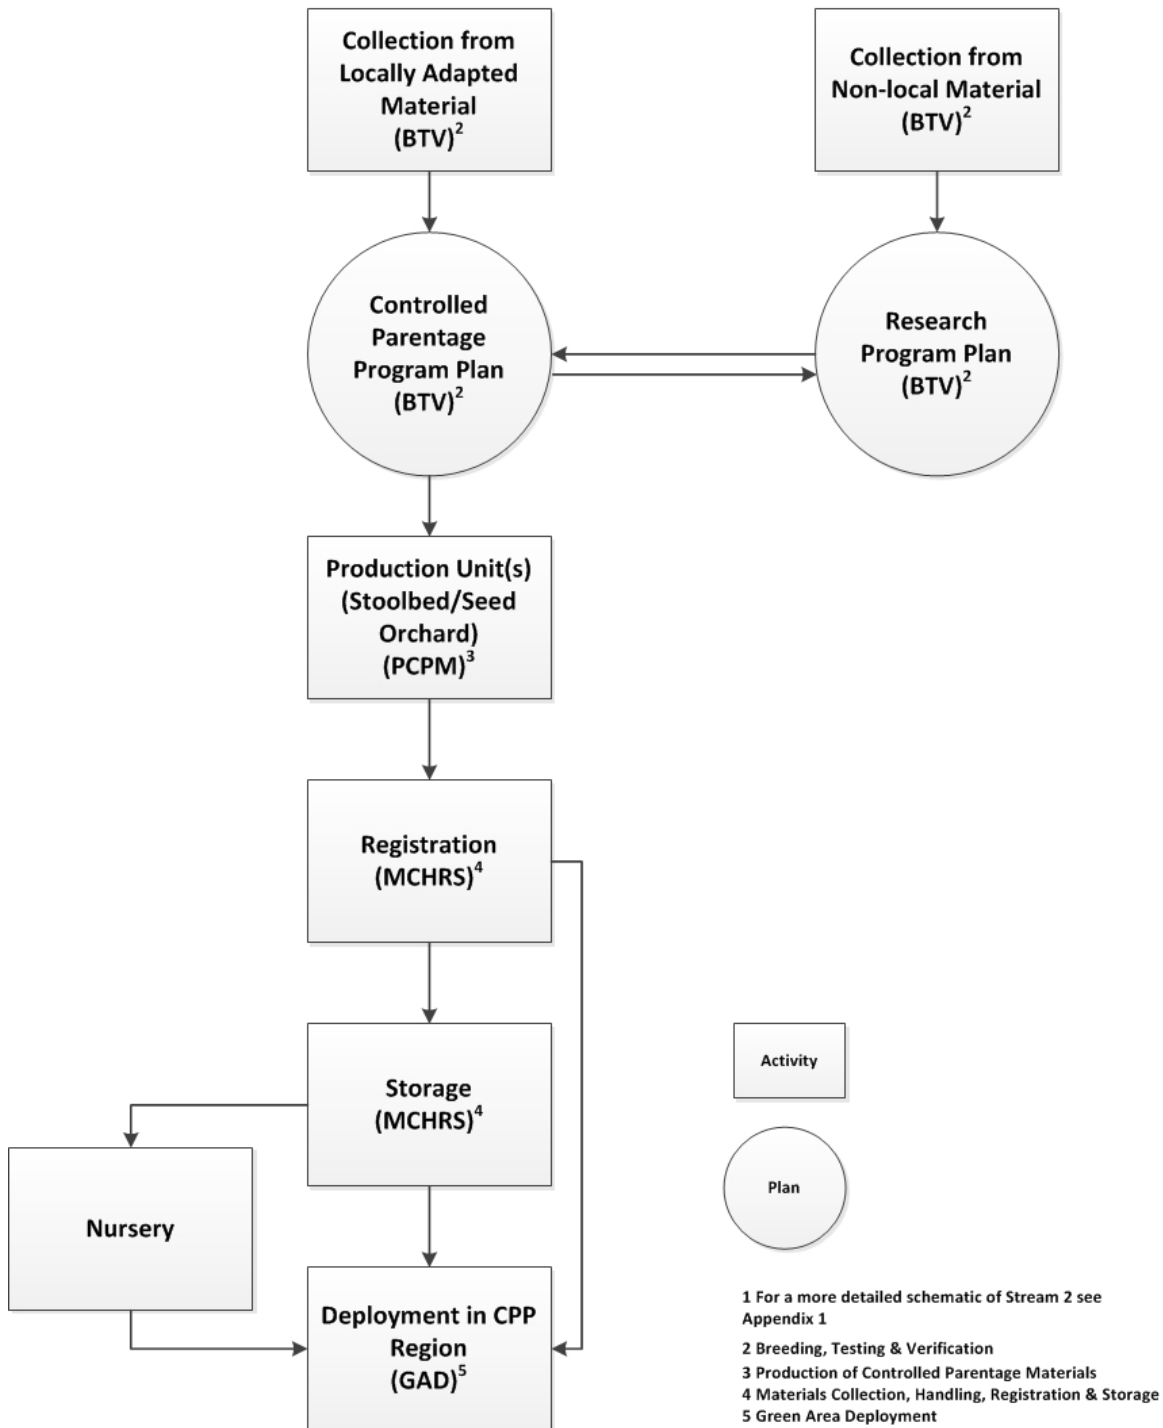 Collection from
Locally Adapted
Material
(BTV)2
Collection from
Non-local Material
(BTV)2
Controlled
Parentage
Program Plan
(BTV)2
Research
Program Plan
(BTV)2
Production Unit(s)
(Stoolbed/Seed
Orchard)
(PCPM)3
Registration
(MCHRS)4
Storage
(MCHRS)4
Nursery
Deployment in CPP
Region
(GAD)5
Activity
Plan
1 For a more detailed schematic of Stream 2 see
Appendix 1
2 Breeding, Testing & Verification
3 Production of Controlled Parentage Materials
4 Materials Collection, Handling, Registration & Storage
5 Green Area Deployment